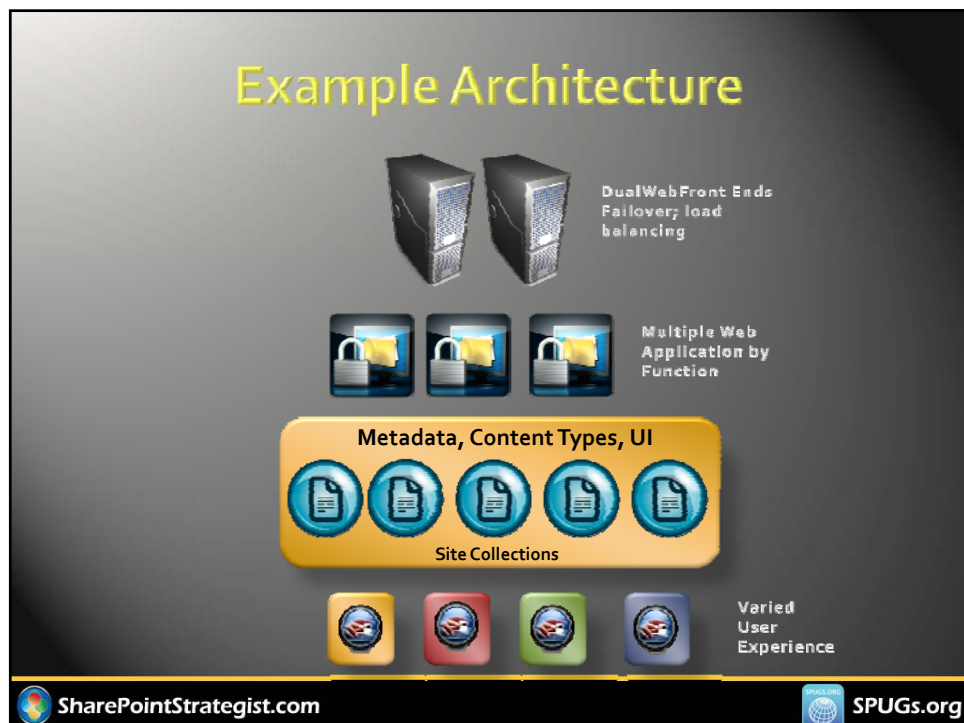 Example Architecture
DualWebFront Ends
Failover; load
balancing
Multiple Web
Application by
Function
Metadata, Content Types, UI
Site Collections
Varied
User
Experience
SharePointStrategist.com
SPUGS.ORG
SPUGs.org